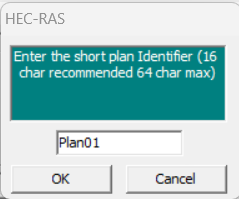 HEC-RAS
Enter the short plan Identifier (16
char recommended 64 char max)
Plan01
OK
Cancel